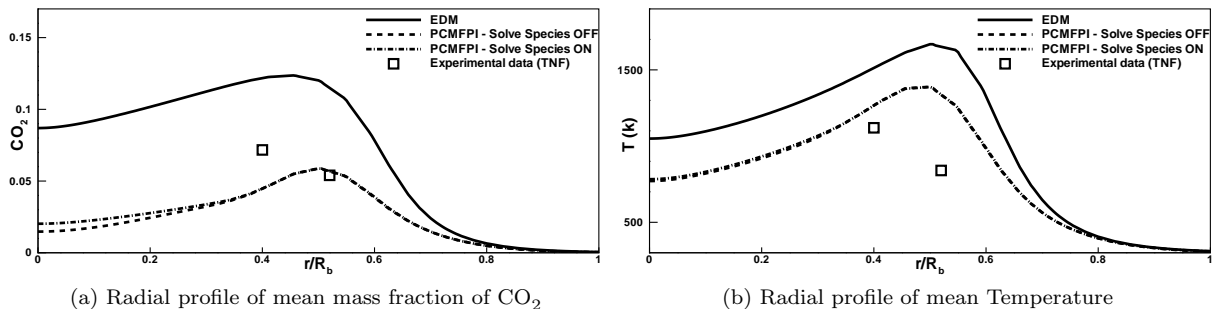 0.15
0.1
0.05
0
CO₂
EDM
PCMFPI - Solve Species OFF
PCMFPI - Solve Species ON
Experimental data (TNF)
0 0.2 0.4 0.6 0.8 1
r/R_b
(a) Radial profile of mean mass fraction of CO₂
1500
500
T (k)
EDM
PCMFPI - Solve Species OFF
PCMFPI - Solve Species ON
Experimental data (TNF)
0 0.2 0.4 0.6 0.8 1
r/R_b
(b) Radial profile of mean Temperature